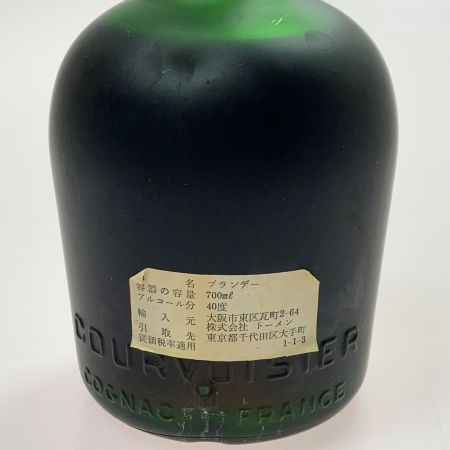 名 ブランデー
容器の容量 700mℓ
アルコール分 40度
輸入元 大阪市東区瓦町2-64
引取先 株式会社 トーメン
東京都千代田区大手町
従価税率適用 1-1-3
COURVOISIER
COGNAC FRANCE